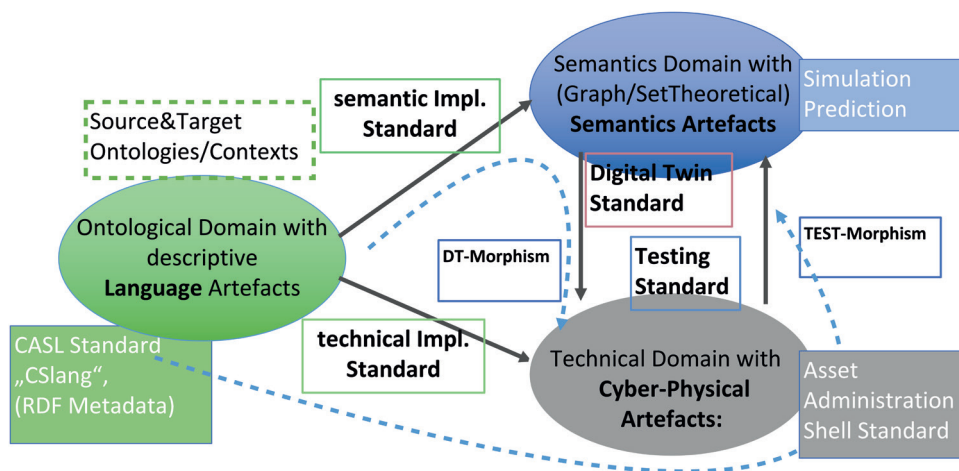 Semantics Domain with
(Graph/SetTheoretical)
Semantics Artefacts
Simulation
Prediction
semantic Impl.
Standard
Source&Target
Ontologies/Contexts
Digital Twin
Standard
Ontological Domain with
descriptive
Language Artefacts
DT-Morphism
Testing
Standard
TEST-Morphism
technical Impl.
Standard
CASL Standard
„CSlang“,
(RDF Metadata)
Technical Domain with
Cyber-Physical
Artefacts:
Asset
Administration
Shell Standard